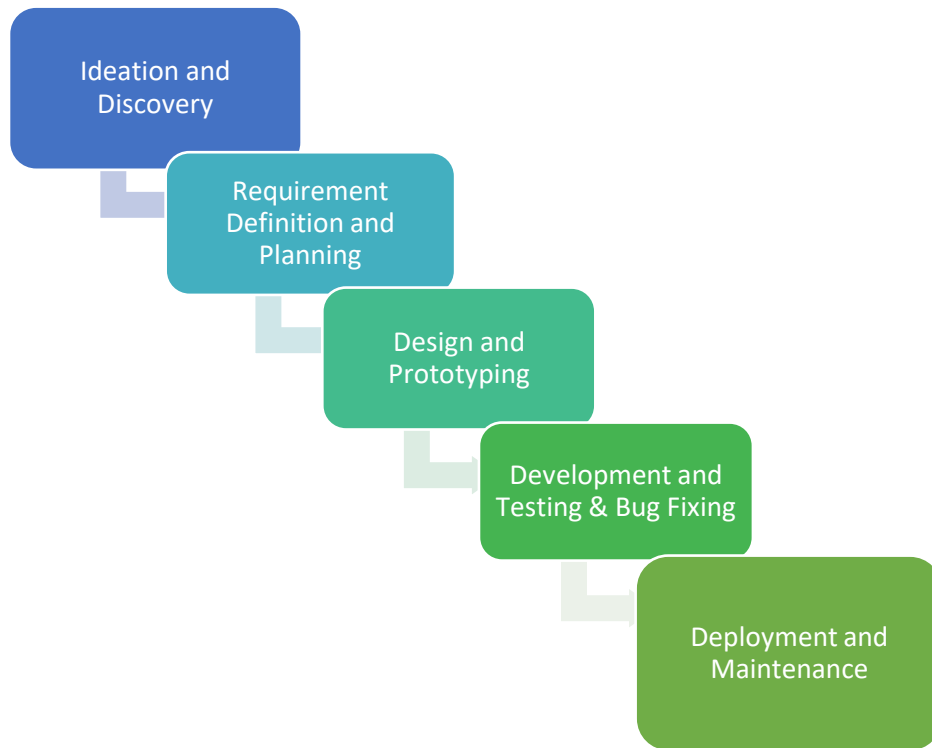 Ideation and
Discovery
Requirement
Definition and
Planning
Design and
Prototyping
Development and
Testing & Bug Fixing
Deployment and
Maintenance